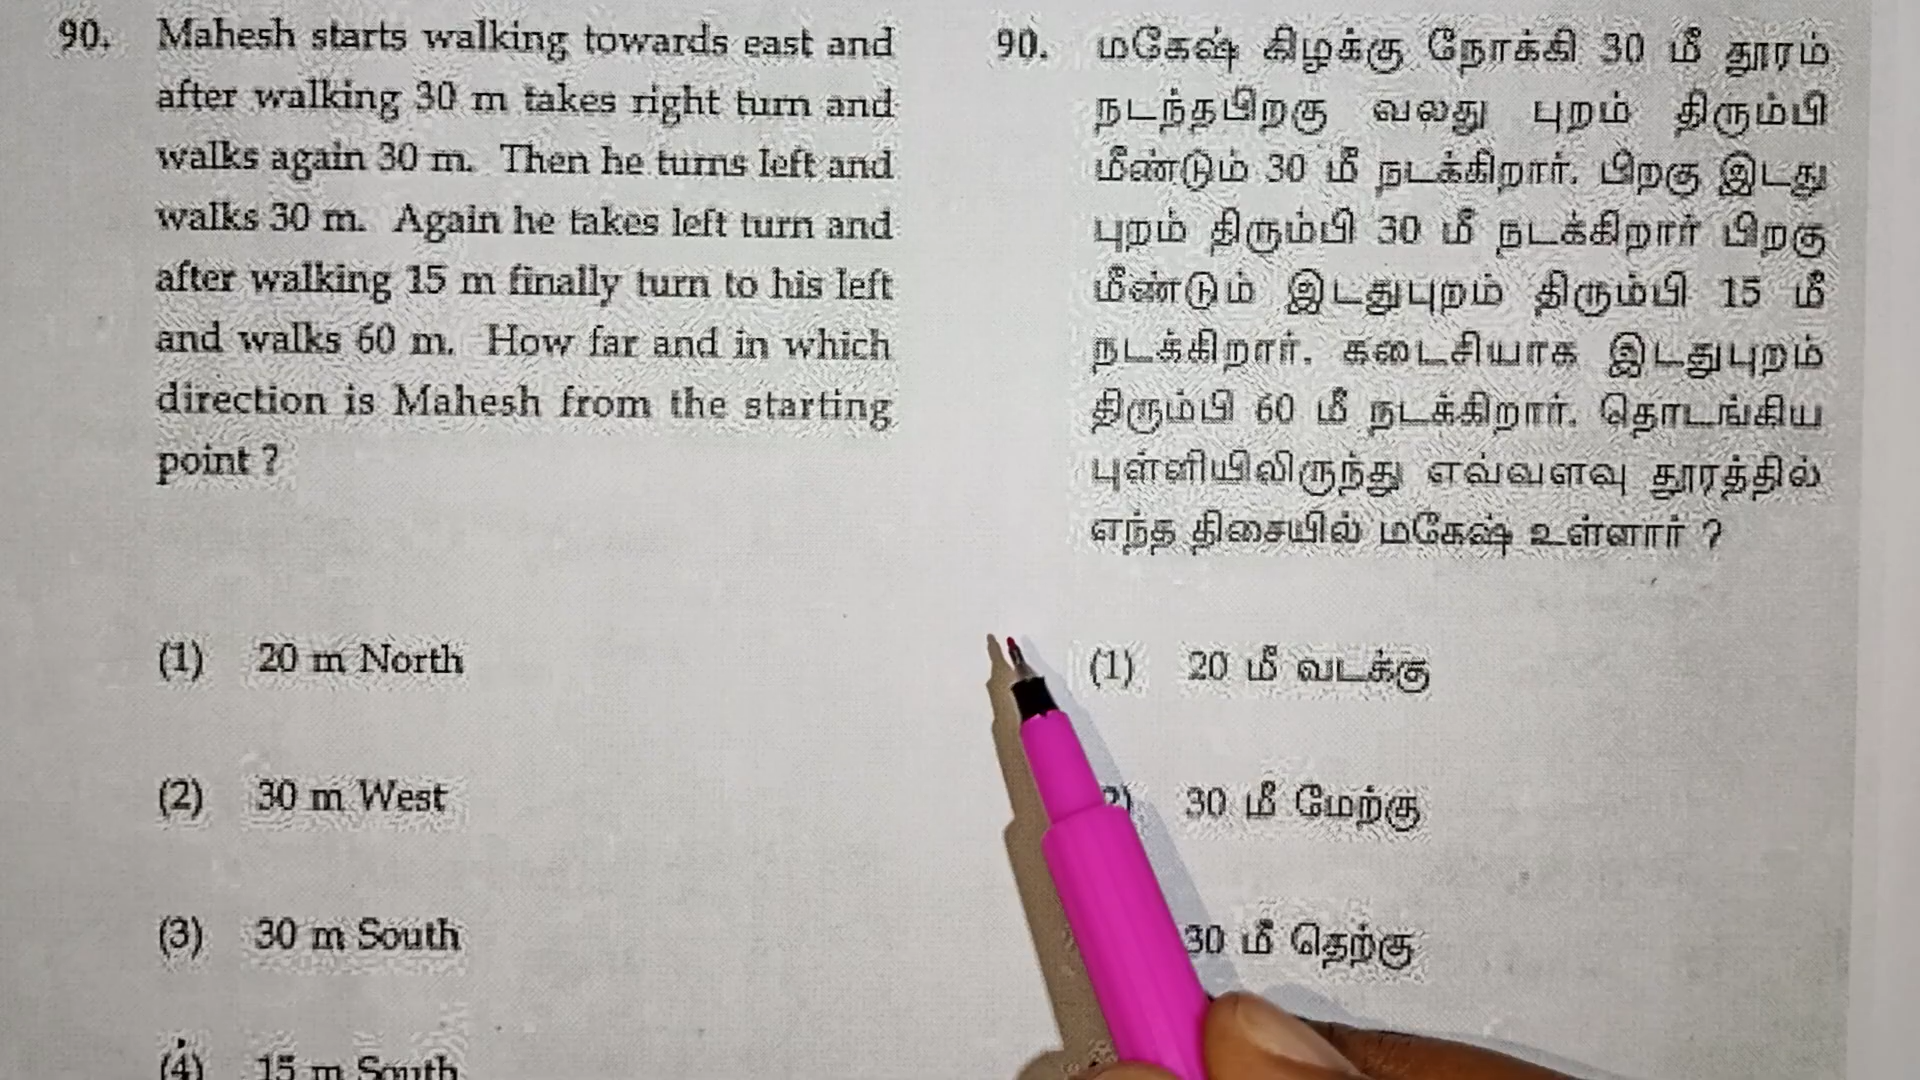 90. Mahesh starts walking towards east and
after walking 30 m takes right turn and
walks again 30 m. Then he turns left and
walks 30 m. Again he takes left turn and
after walking 15 m finally turn to his left
and walks 60 m. How far and in which
direction is Mahesh from the starting
point ?
(1) 20 m North
(2) 30 m West
(3) 30 m South
(4) 15 m South
90. மகேஷ் கிழக்கு நோக்கி 30 மீ தூரம்
நடந்தபிறகு வலது புறம் திரும்பி
மீண்டும் 30 மீ நடக்கிறார். பிறகு இடது
புறம் திரும்பி 30 மீ நடக்கிறார் பிறகு
மீண்டும் இடதுபுறம் திரும்பி 15 மீ
நடக்கிறார். கடைசியாக இடதுபுறம்
திரும்பி 60 மீ நடக்கிறார். தொடங்கிய
புள்ளியிலிருந்து எவ்வளவு தூரத்தில்
எந்த திசையில் மகேஷ் உள்ளார் ?
(1) 20 மீ வடக்கு
30 மீ மேற்கு
30 மீ தெற்கு